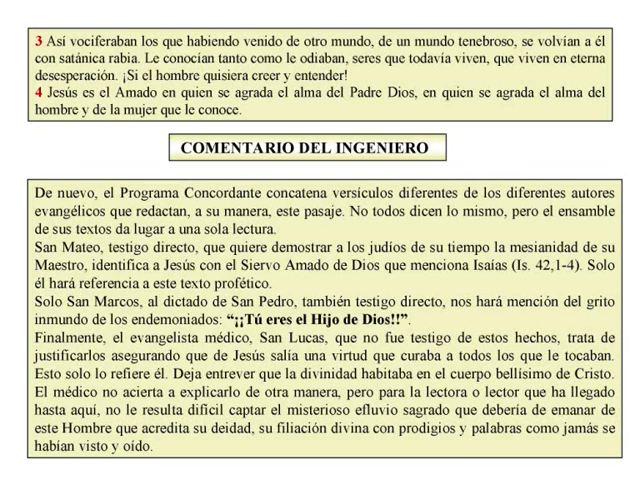 3 Así vociferaban los que habiendo venido de otro mundo, de un mundo tenebroso, se volvían a él
con satánica rabia. Le conocían tanto como le odiaban, seres que todavía viven, que viven en eterna
desesperación. ¡Si el hombre quisiera creer y entender!
4 Jesús es el Amado en quien se agrada el alma del Padre Dios, en quien se agrada el alma del
hombre y de la mujer que le conoce.
COMENTARIO DEL INGENIERO
De nuevo, el Programa Concordante concatena versículos diferentes de los diferentes autores
evangélicos que redactan, a su manera, este pasaje. No todos dicen lo mismo, pero el ensamble
de sus textos da lugar a una sola lectura.
San Mateo, testigo directo, que quiere demostrar a los judíos de su tiempo la mesianidad de su
Maestro, identifica a Jesús con el Siervo Amado de Dios que menciona Isaías (Is. 42,1-4). Solo
él hará referencia a este texto profético.
Solo San Marcos, al dictado de San Pedro, también testigo directo, nos hará mención del grito
inmundo de los endemoniados: “¡¡Tú eres el Hijo de Dios!!”.
Finalmente, el evangelista médico, San Lucas, que no fue testigo de estos hechos, trata de
justificarlos asegurando que de Jesús salía una virtud que curaba a todos los que le tocaban.
Esto solo lo refiere él. Deja entrever que la divinidad habitaba en el cuerpo bellísimo de Cristo.
El médico no acierta a explicarlo de otra manera, pero para la lectora o lector que ha llegado
hasta aquí, no le resulta difícil captar el misterioso efluvio sagrado que debería de emanar de
este Hombre que acredita su deidad, su filiación divina con prodigios y palabras como jamás se
habían visto y oído.